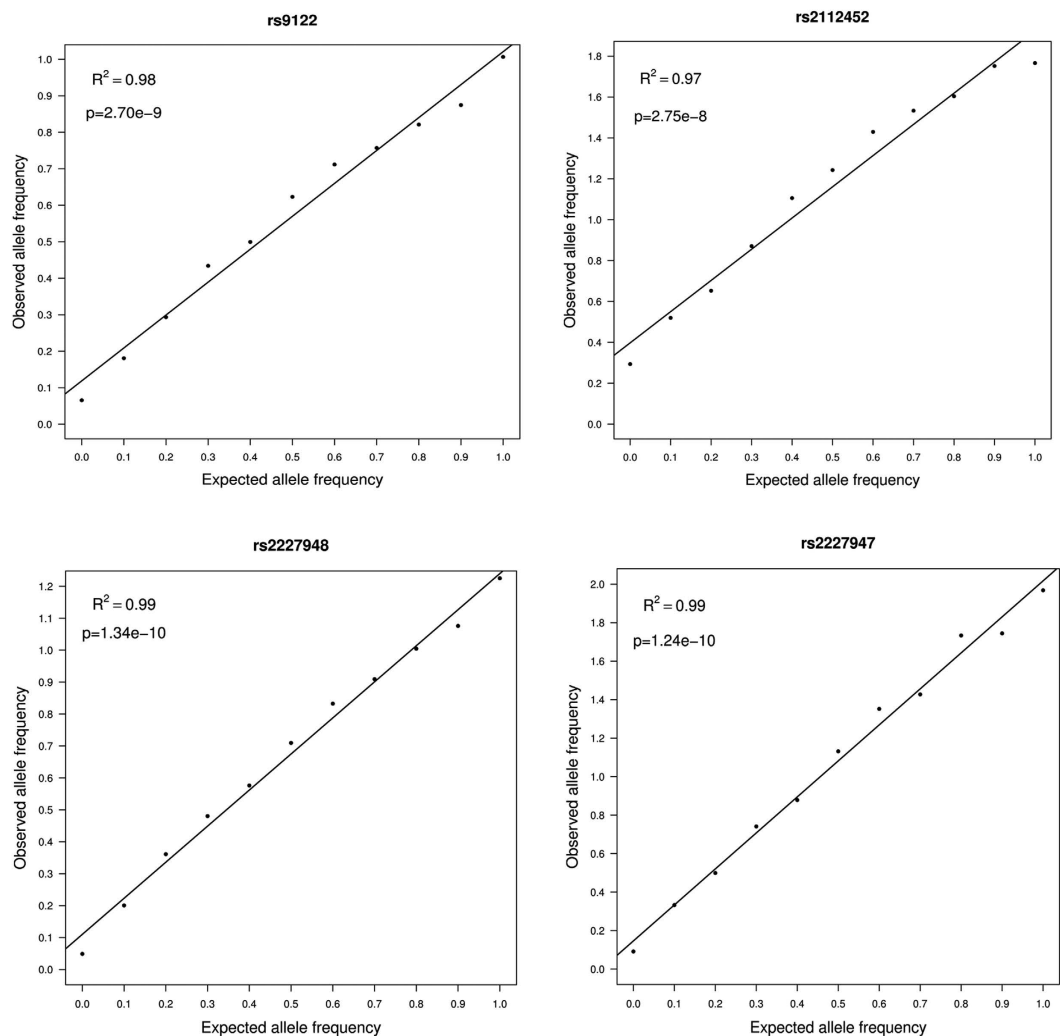 rs9122
R² = 0.98
p=2.70e−9
1.0
0.9
0.8
0.7
0.6
0.5
0.4
0.3
0.2
0.1
0.0
Observed allele frequency
0.0 0.1 0.2 0.3 0.4 0.5 0.6 0.7 0.8 0.9 1.0
Expected allele frequency
rs2112452
R² = 0.97
p=2.75e−8
1.8
1.6
1.4
1.2
1.0
0.8
0.6
0.4
0.2
0.0
Observed allele frequency
0.0 0.1 0.2 0.3 0.4 0.5 0.6 0.7 0.8 0.9 1.0
Expected allele frequency
rs2227948
R² = 0.99
p=1.34e−10
1.2
1.1
1.0
0.9
0.8
0.7
0.6
0.5
0.4
0.3
0.2
0.1
0.0
Observed allele frequency
0.0 0.1 0.2 0.3 0.4 0.5 0.6 0.7 0.8 0.9 1.0
Expected allele frequency
rs2227947
R² = 0.99
p=1.24e−10
2.0
1.8
1.6
1.4
1.2
1.0
0.8
0.6
0.4
0.2
0.0
Observed allele frequency
0.0 0.1 0.2 0.3 0.4 0.5 0.6 0.7 0.8 0.9 1.0
Expected allele frequency